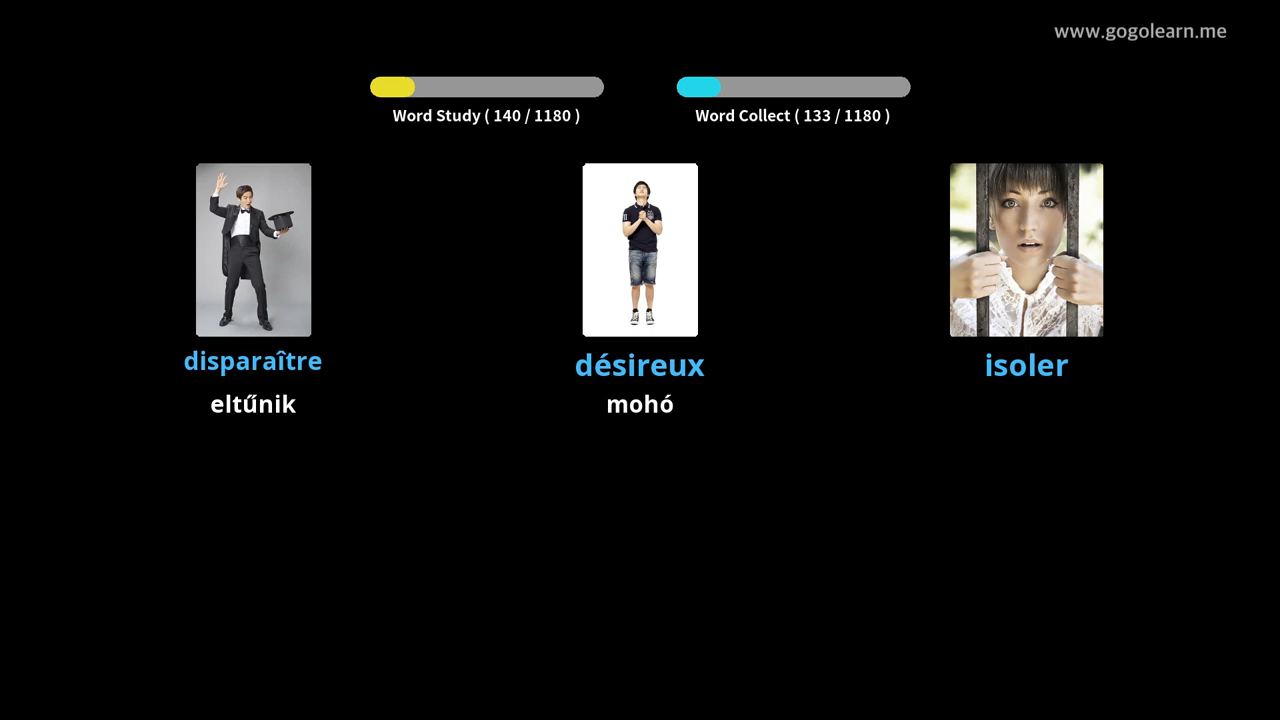 www.gogolearn.me
Word Study ( 140 / 1180 )
Word Collect ( 133 / 1180 )
disparaître
désireux
isoler
eltűnik
mohó